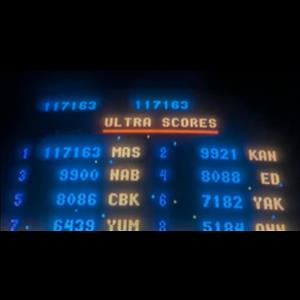 117163 117163
ULTRA SCORES
1 117163 MAS 2 9921 KAN
3 9900 NAB 4 8088 ED
5 8086 CBK 6 7182 YAK
7 6439 YUM 8 5184